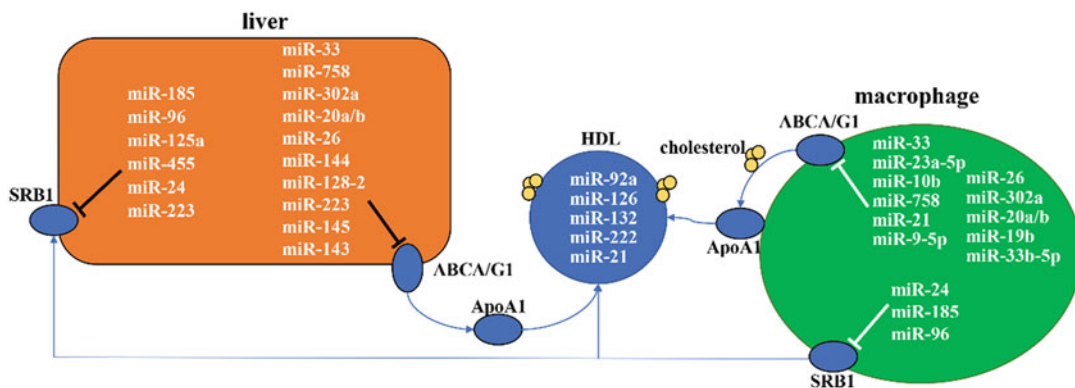 liver
miR-185
miR-96
miR-125a
miR-455
miR-24
miR-223
miR-33
miR-758
miR-302a
miR-20a/b
miR-26
miR-144
miR-128-2
miR-223
miR-145
miR-143
SRB1
ABCA/G1
ApoA1
HDL
miR-92a
miR-126
miR-132
miR-222
miR-21
cholesterol
ApoA1
macrophage
ABCA/G1
miR-33
miR-23a-5p
miR-10b
miR-758
miR-21
miR-9-5p
miR-26
miR-302a
miR-20a/b
miR-19b
miR-33b-5p
miR-24
miR-185
miR-96
SRB1